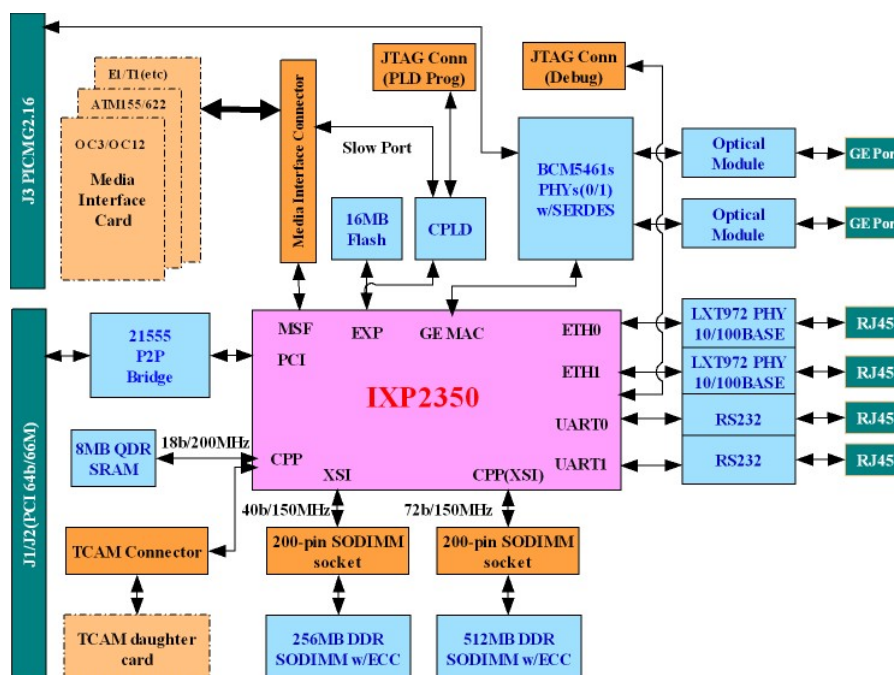 J3 PICMG2.16
E1/T1(etc)
ATM155/622
OC3/OC12
Media
Interface
Card
Media Interface Connector
JTAG Conn
(PLD Prog)
JTAG Conn
(Debug)
Slow Port
16MB
Flash
CPLD
BCM5461s
PHYs(0/1)
w/SERDES
Optical
Module
GE Por
Optical
Module
GE Por
J1/J2(PCI 64b/66M)
21555
P2P
Bridge
MSF
EXP
GE MAC
ETH0
PCI
ETH1
IXP2350
UART0
CPP
UART1
XSI
CPP(XSI)
LXT972 PHY
10/100BASE
RJ45
LXT972 PHY
10/100BASE
RJ45
RS232
RJ45
RS232
RJ45
18b/200MHz
8MB QDR
SRAM
40b/150MHz
72b/150MHz
TCAM Connector
200-pin SODIMM
socket
200-pin SODIMM
socket
TCAM daughter
card
256MB DDR
SODIMM w/ECC
512MB DDR
SODIMM w/ECC